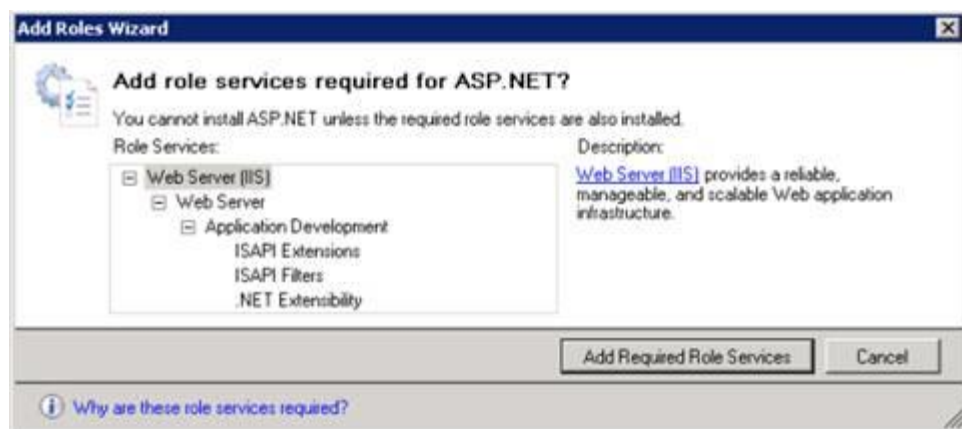 Add Roles Wizard
Add role services required for ASP.NET?
You cannot install ASP.NET unless the required role services are also installed.
Role Services:
Description:
Web Server (IIS)
Web Server
Application Development
ISAPI Extensions
ISAPI Filters
.NET Extensibility
Web Server (IIS) provides a reliable,
manageable, and scalable Web application
infrastructure.
Add Required Role Services
Cancel
Why are these role services required?